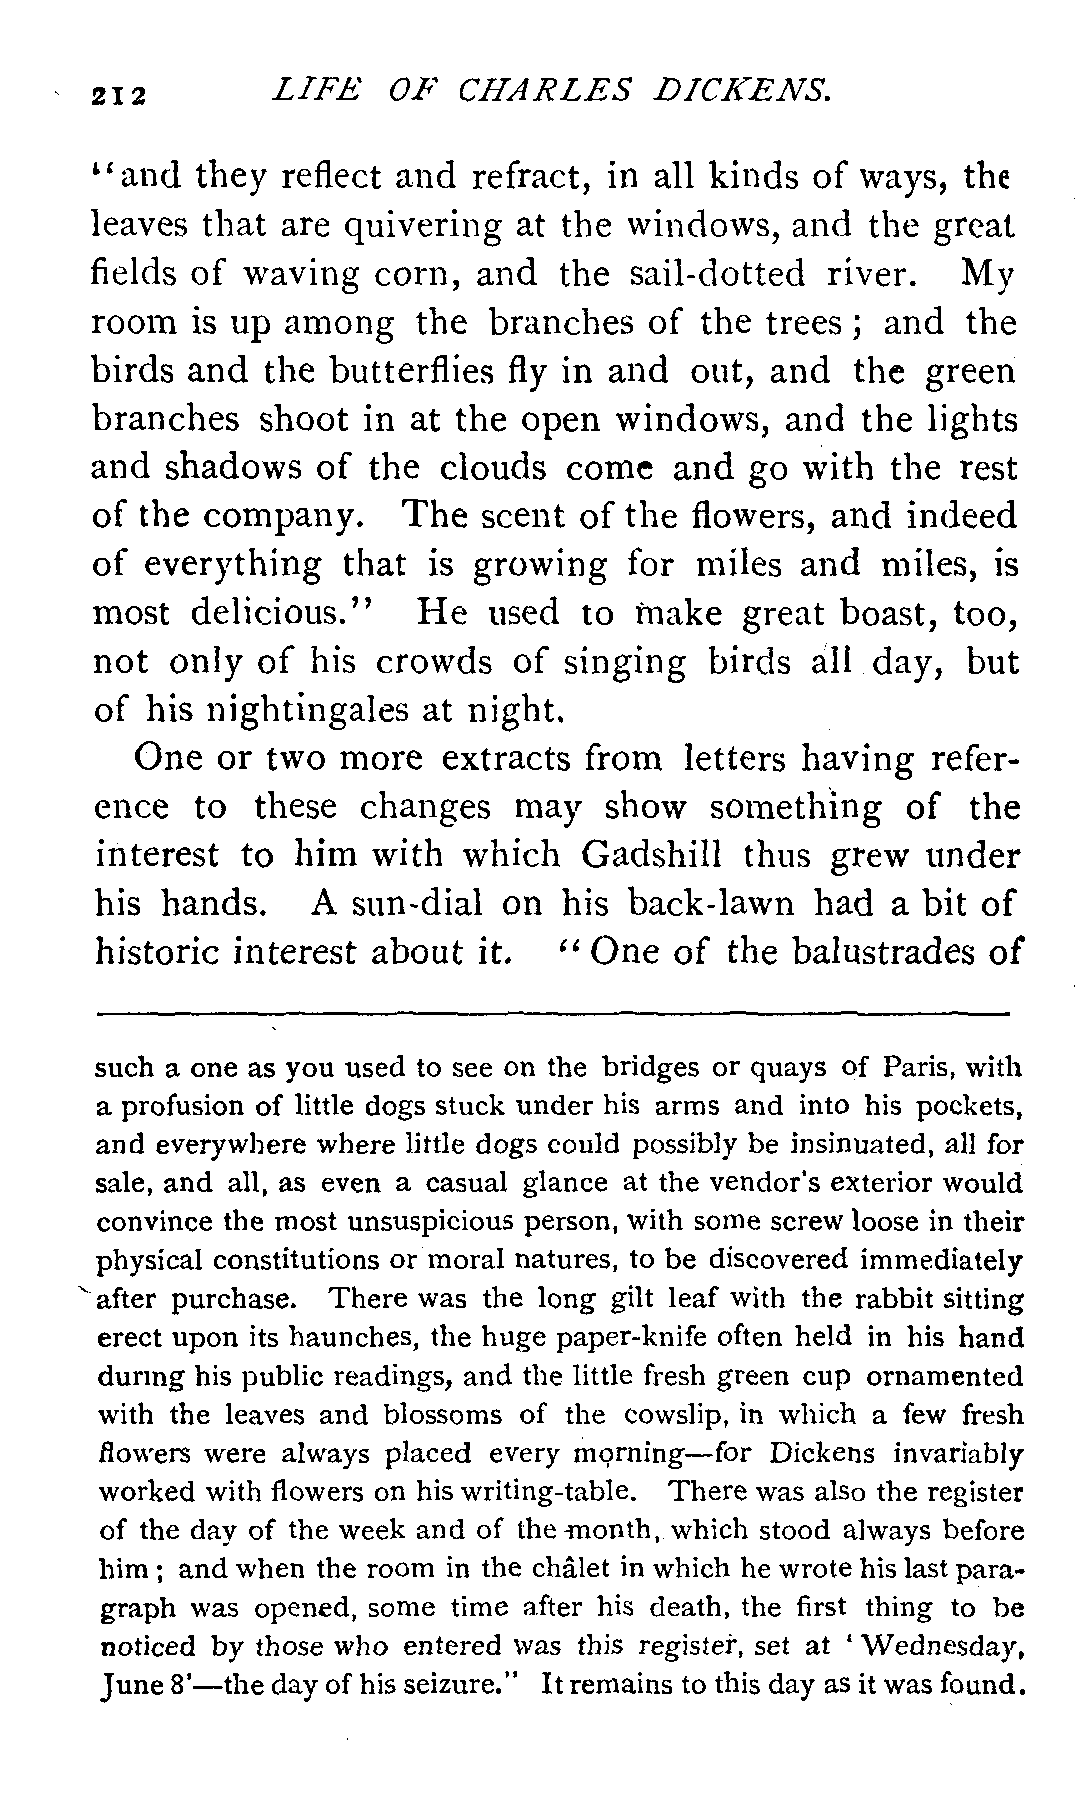 212 LIFE OF CHARLES DICKENS.
"and they reflect and refract, in all kinds of ways, the
leaves that are quivering at the windows, and the great
fields of waving corn, and the sail-dotted river. My
room is up among the branches of the trees ; and the
birds and the butterflies fly in and out, and the green
branches shoot in at the open windows, and the lights
and shadows of the clouds come and go with the rest
of the company. The scent of the flowers, and indeed
of everything that is growing for miles and miles, is
most delicious." He used to make great boast, too,
not only of his crowds of singing birds all day, but
of his nightingales at night.
One or two more extracts from letters having refer-
ence to these changes may show something of the
interest to him with which Gadshill thus grew under
his hands. A sun-dial on his back-lawn had a bit of
historic interest about it. "One of the balustrades of
such a one as you used to see on the bridges or quays of Paris, with
a profusion of little dogs stuck under his arms and into his pockets,
and everywhere where little dogs could possibly be insinuated, all for
sale, and all, as even a casual glance at the vendor's exterior would
convince the most unsuspicious person, with some screw loose in their
physical constitutions or moral natures, to be discovered immediately
after purchase. There was the long gilt leaf with the rabbit sitting
erect upon its haunches, the huge paper-knife often held in his hand
during his public readings, and the little fresh green cup ornamented
with the leaves and blossoms of the cowslip, in which a few fresh
flowers were always placed every morning—for Dickens invariably
worked with flowers on his writing-table. There was also the register
of the day of the week and of the month, which stood always before
him ; and when the room in the châlet in which he wrote his last para-
graph was opened, some time after his death, the first thing to be
noticed by those who entered was this register, set at 'Wednesday,
June 8'—the day of his seizure." It remains to this day as it was found.